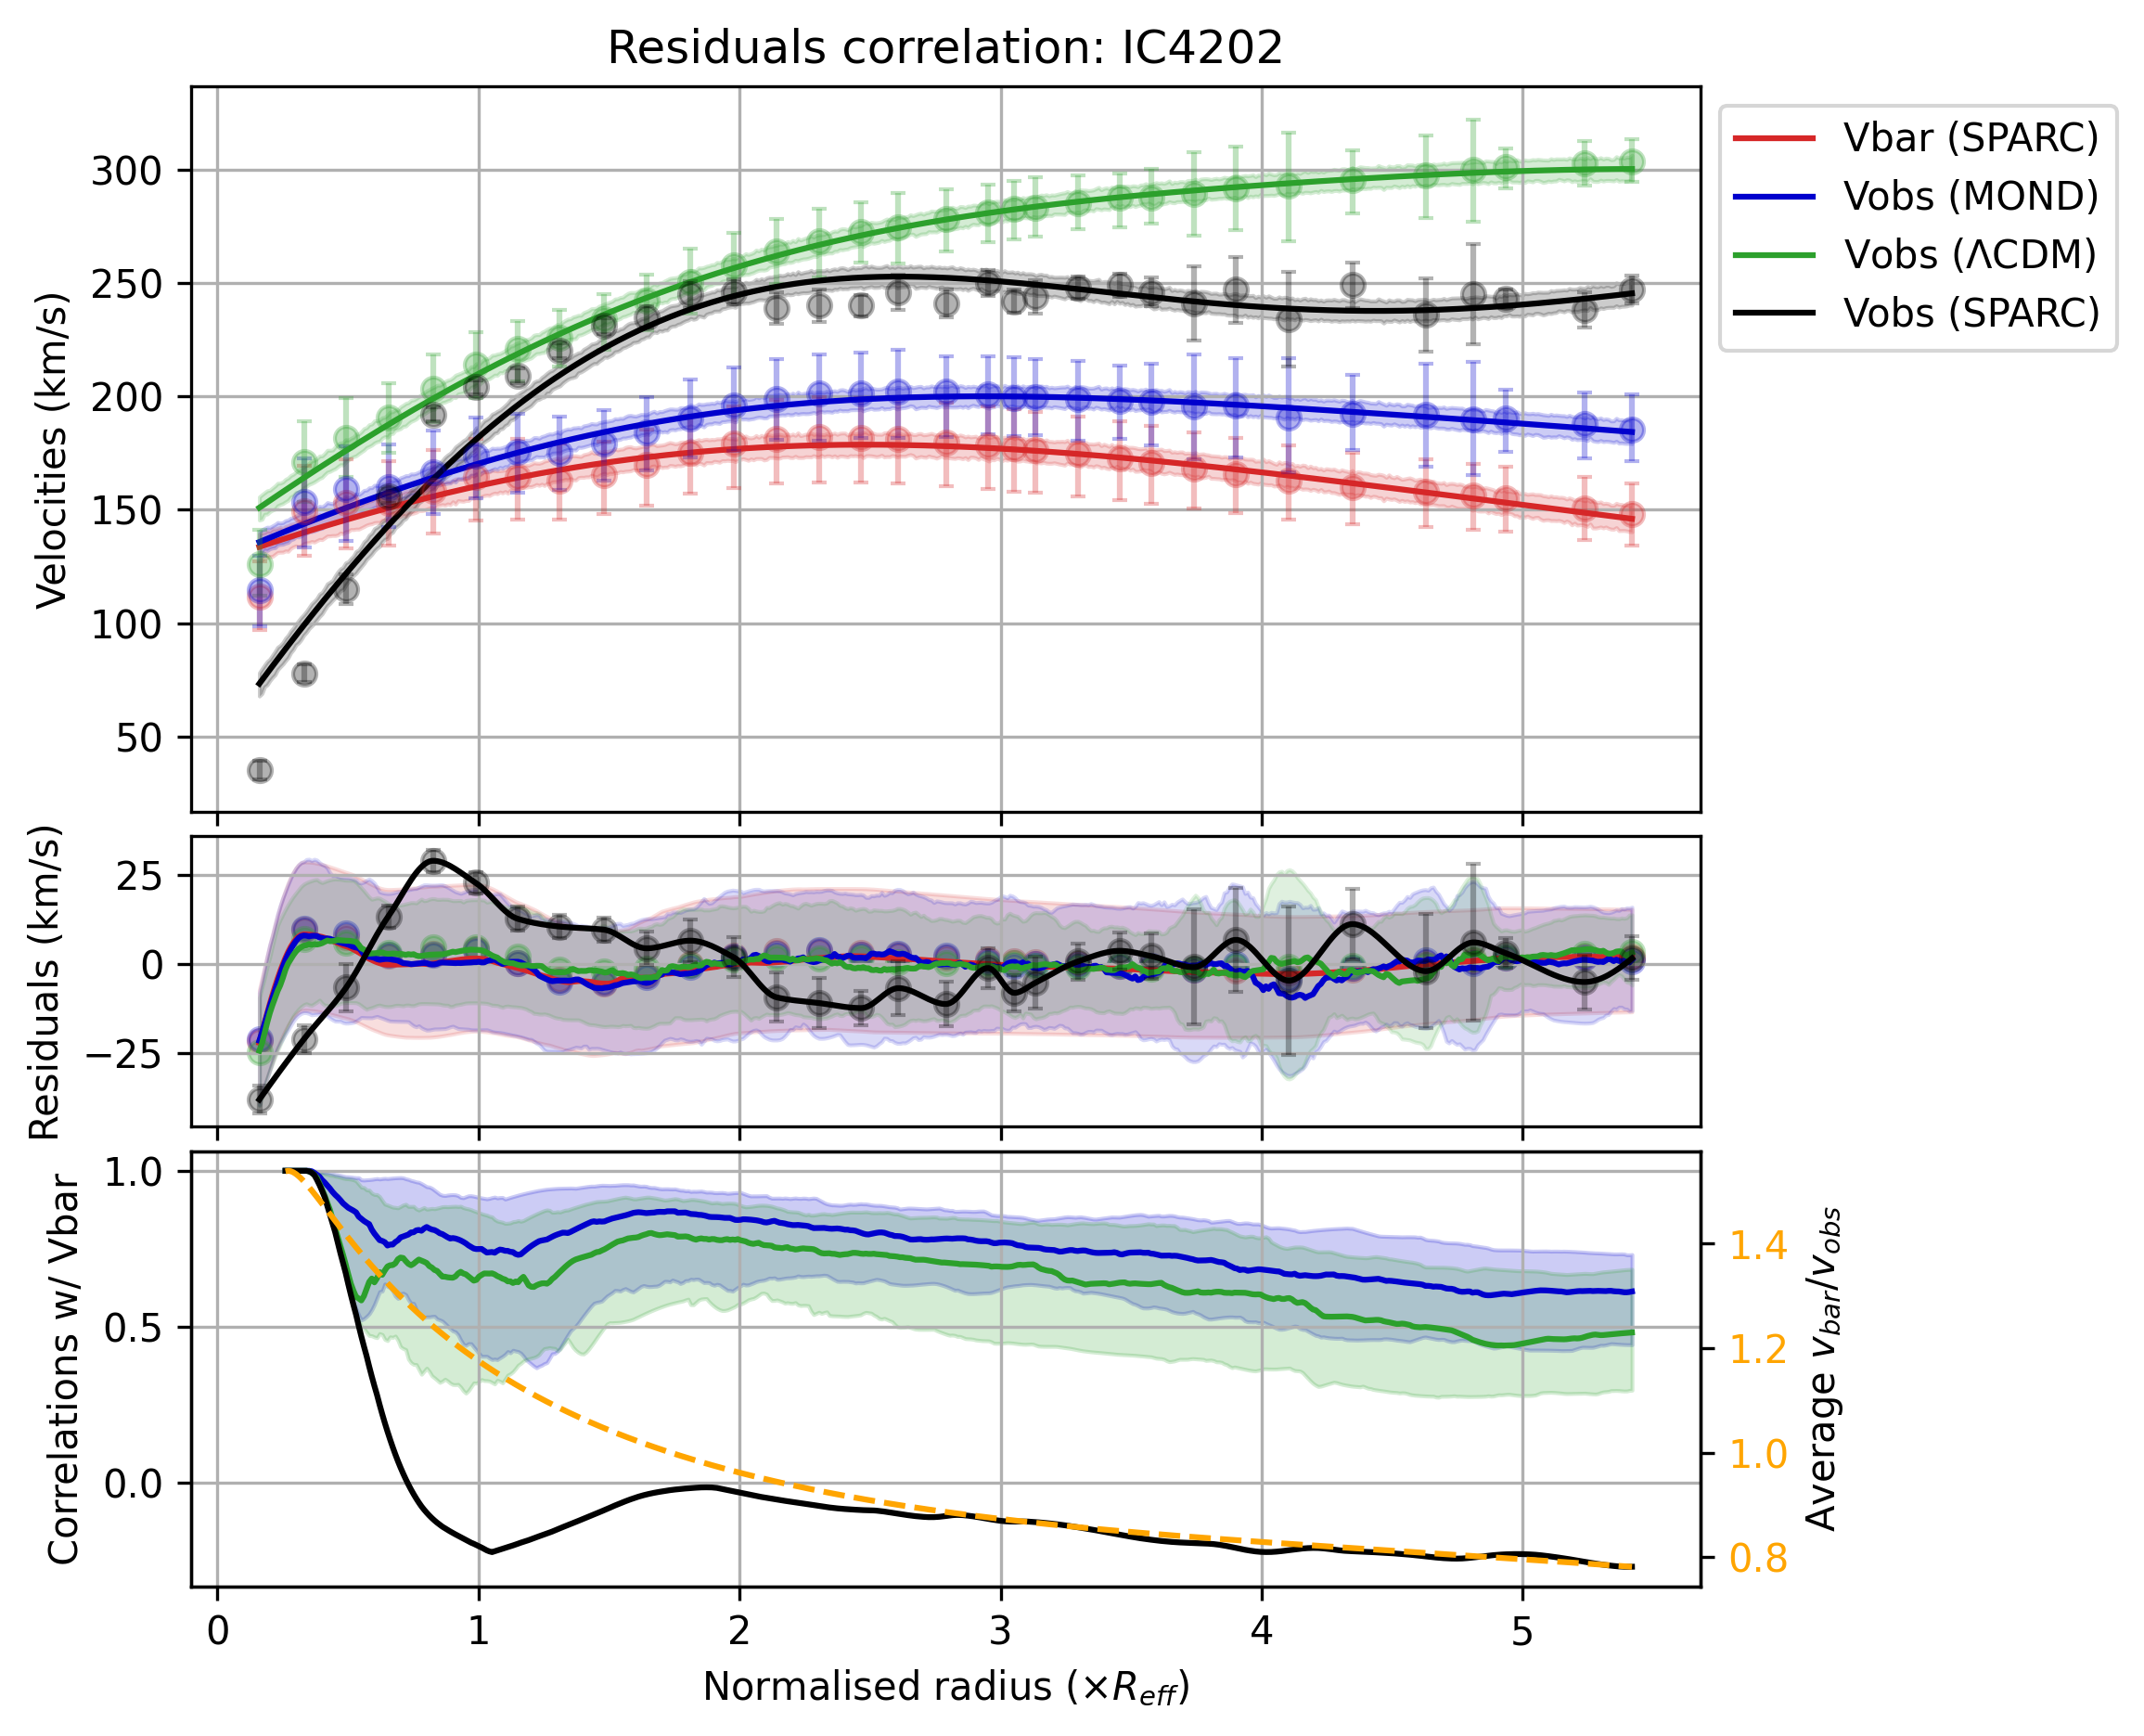 Residuals correlation: IC4202
Velocities (km/s)
300
250
200
150
100
50
Vbar (SPARC)
Vobs (MOND)
Vobs (ΛCDM)
Vobs (SPARC)
Residuals (km/s)
25
0
−25
Correlations w/ Vbar
1.0
0.5
0.0
1.4
1.2
1.0
0.8
Average v_bar/v_obs
0 1 2 3 4 5
Normalised radius (×R_eff)